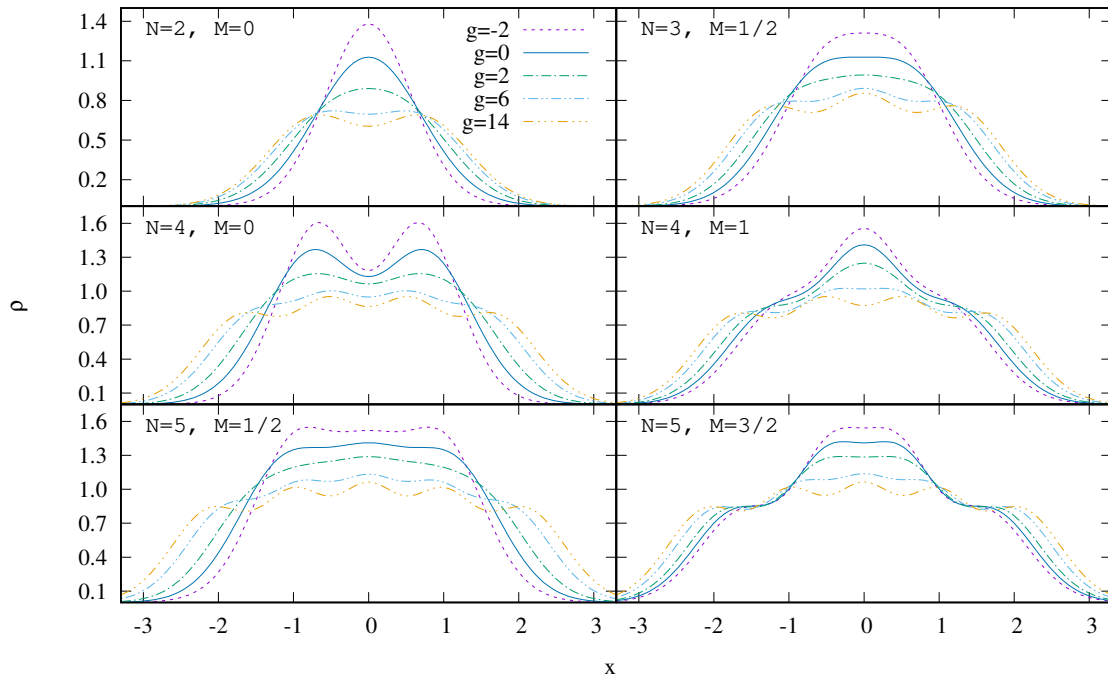 N=2, M=0
g=-2
g=0
g=2
g=6
g=14
1.4
1.1
0.8
0.5
0.2
N=3, M=1/2
N=4, M=0
1.6
1.3
1.0
0.7
0.4
0.1
N=4, M=1
ρ
N=5, M=1/2
1.6
1.3
1.0
0.7
0.4
0.1
N=5, M=3/2
-3 -2 -1 0 1 2 3
-3 -2 -1 0 1 2 3
x